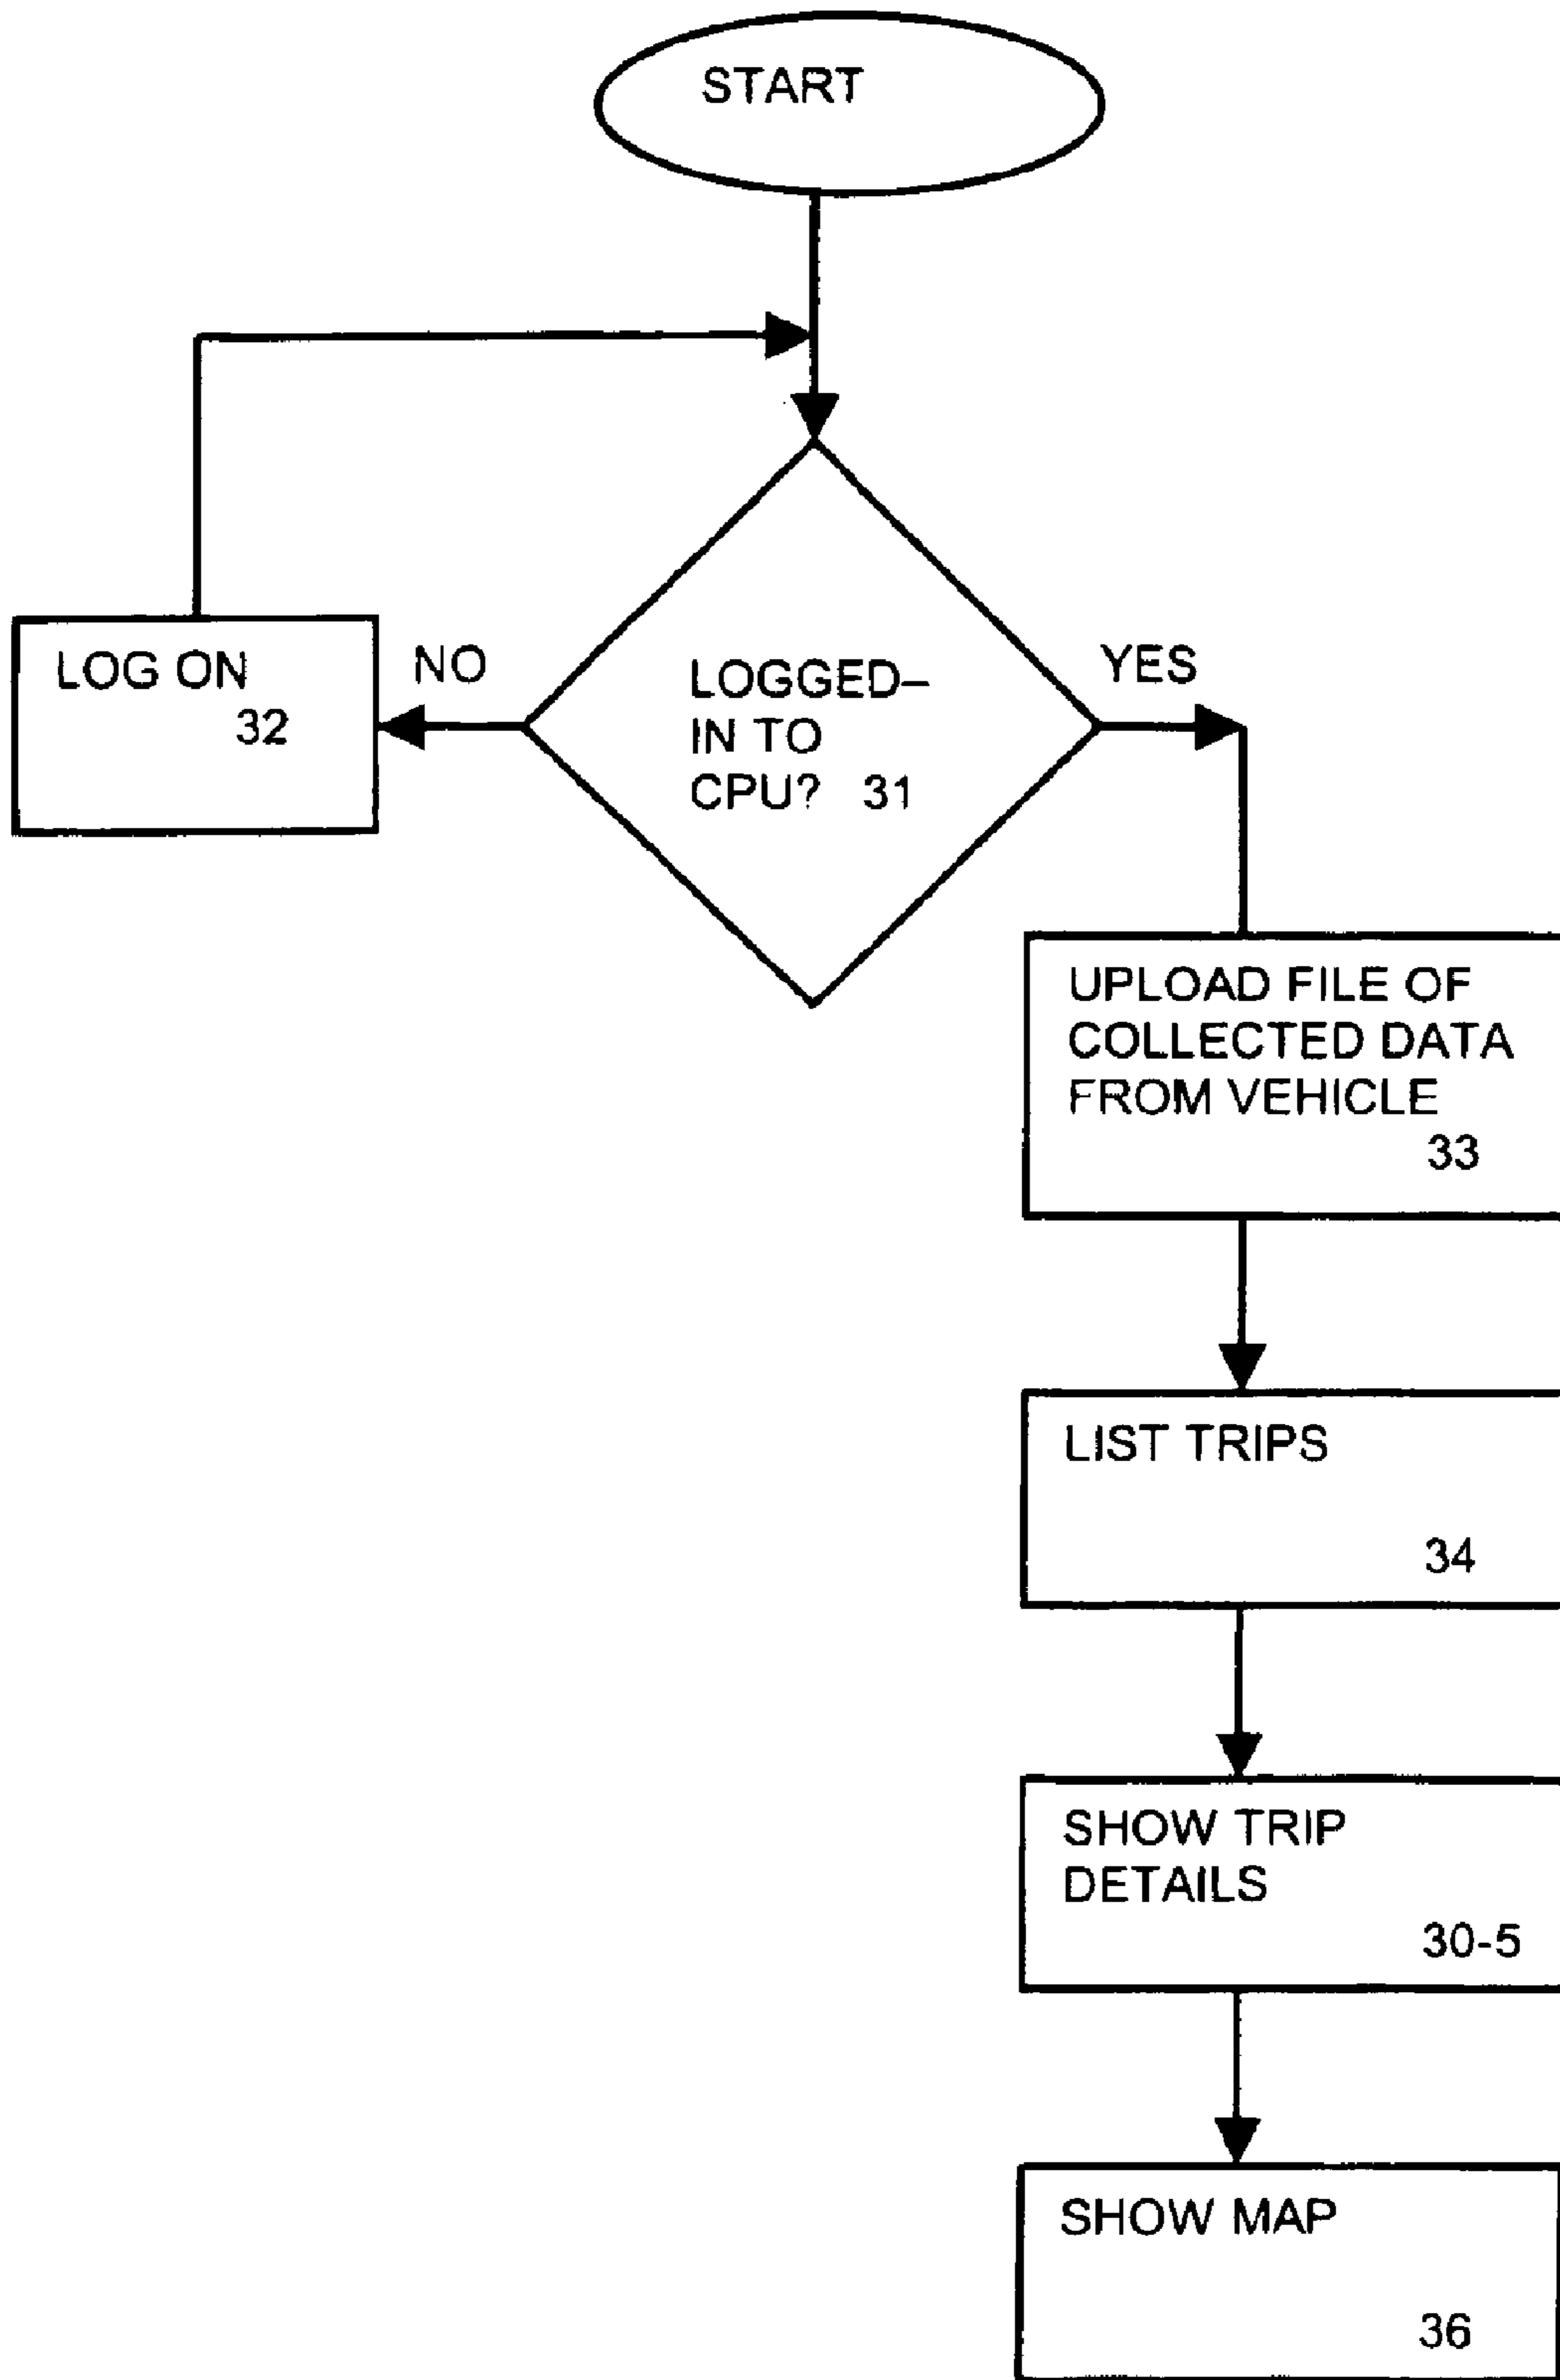 START
LOG ON
32
NO
LOGGED–
IN TO
CPU? 31
YES
UPLOAD FILE OF
COLLECTED DATA
FROM VEHICLE
33
LIST TRIPS
34
SHOW TRIP
DETAILS
30-5
SHOW MAP
36